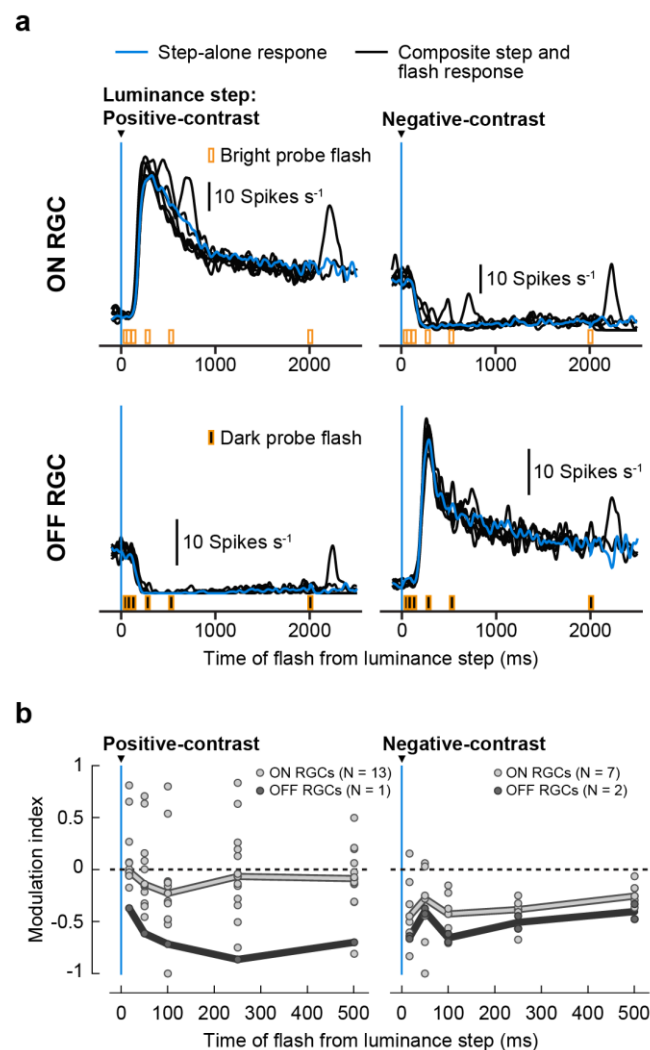 a
Step-alone respone
Composite step and
flash response
Luminance step:
Positive-contrast
Negative-contrast
Bright probe flash
10 Spikes s⁻¹
10 Spikes s⁻¹
ON RGC
0 1000 2000
0 1000 2000
Dark probe flash
10 Spikes s⁻¹
10 Spikes s⁻¹
OFF RGC
0 1000 2000
0 1000 2000
Time of flash from luminance step (ms)
b
Positive-contrast
Negative-contrast
ON RGCs (N = 13)
OFF RGCs (N = 1)
ON RGCs (N = 7)
OFF RGCs (N = 2)
Modulation index
1
0.5
0
-0.5
-1
0 100 200 300 400 500
0 100 200 300 400 500
Time of flash from luminance step (ms)